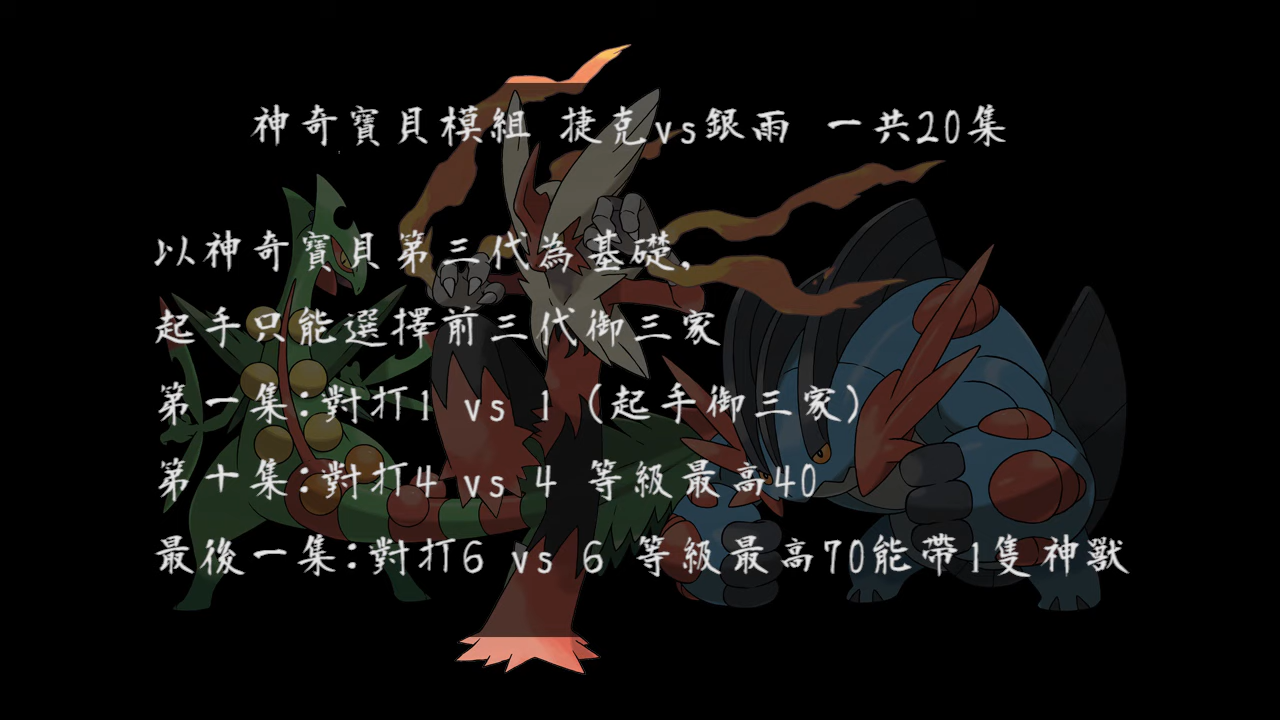 神奇寶貝模組 捷克vs銀雨 一共20集
以神奇寶貝第三代為基礎,
起手只能選擇前三代御三家
第一集:對打1 vs 1 (起手御三家)
第十集:對打4 vs 4 等級最高40
最後一集:對打6 vs 6 等級最高70能帶1隻神獸